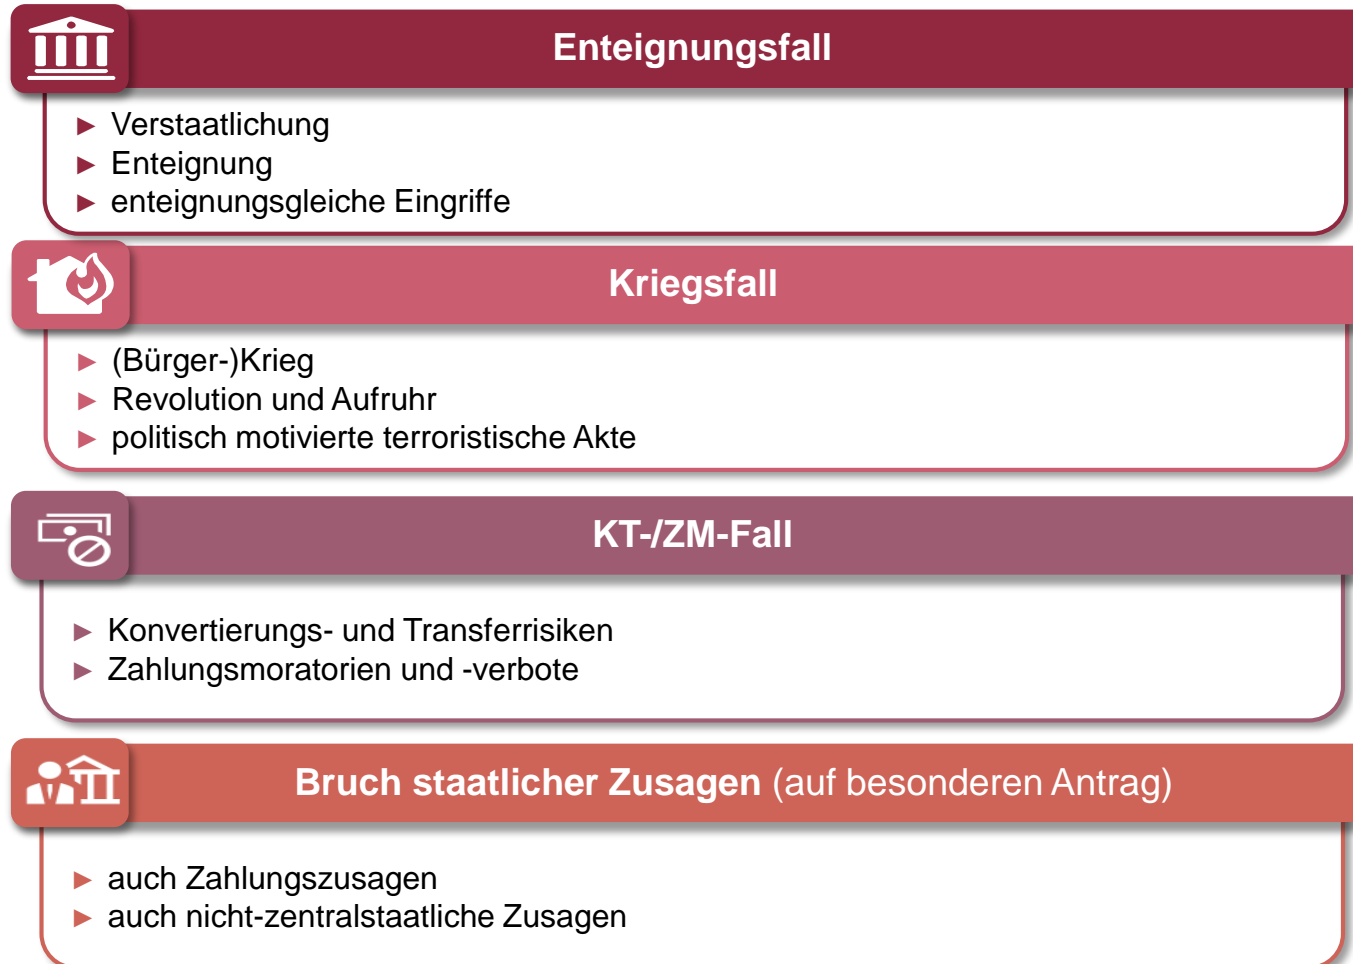 Enteignungsfall
► Verstaatlichung
► Enteignung
► enteignungsgleiche Eingriffe
Kriegsfall
► (Bürger-)Krieg
► Revolution und Aufruhr
► politisch motivierte terroristische Akte
KT-/ZM-Fall
► Konvertierungs- und Transferrisiken
► Zahlungsmoratorien und -verbote
Bruch staatlicher Zusagen (auf besonderen Antrag)
► auch Zahlungszusagen
► auch nicht-zentralstaatliche Zusagen